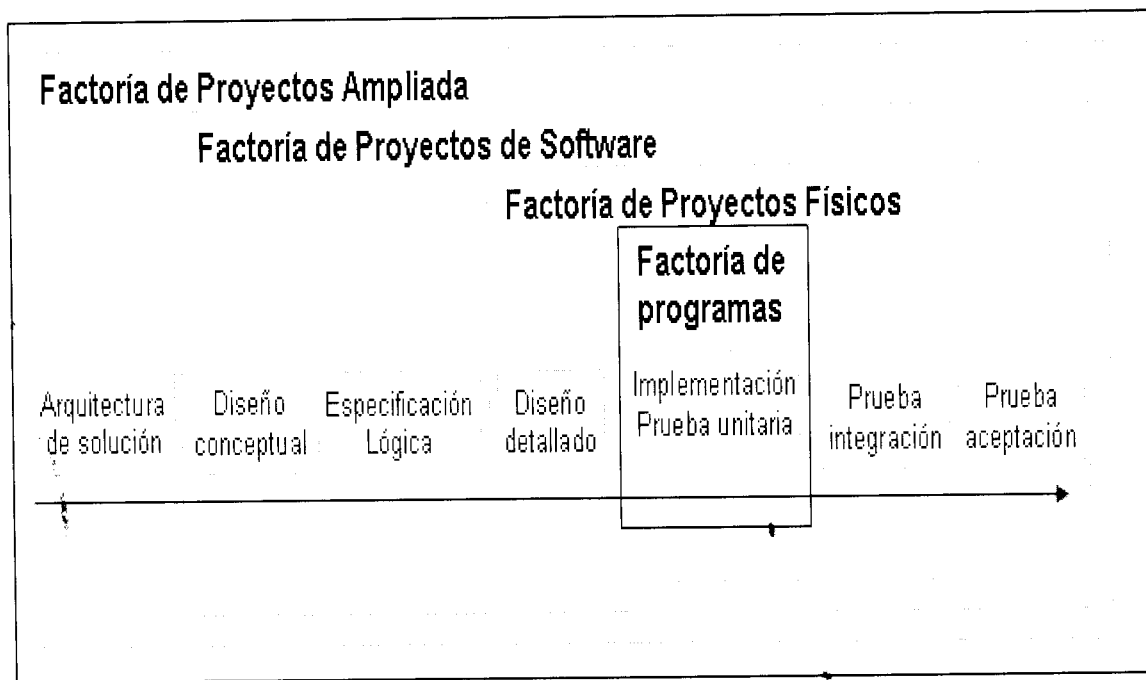 Factoría de Proyectos Ampliada
Factoría de Proyectos de Software
Factoría de Proyectos Físicos
Factoría de
programas
Arquitectura
de solución
Diseño
conceptual
Especificación
Lógica
Diseño
detallado
Implementación
Prueba unitaria
Prueba
integración
Prueba
aceptación